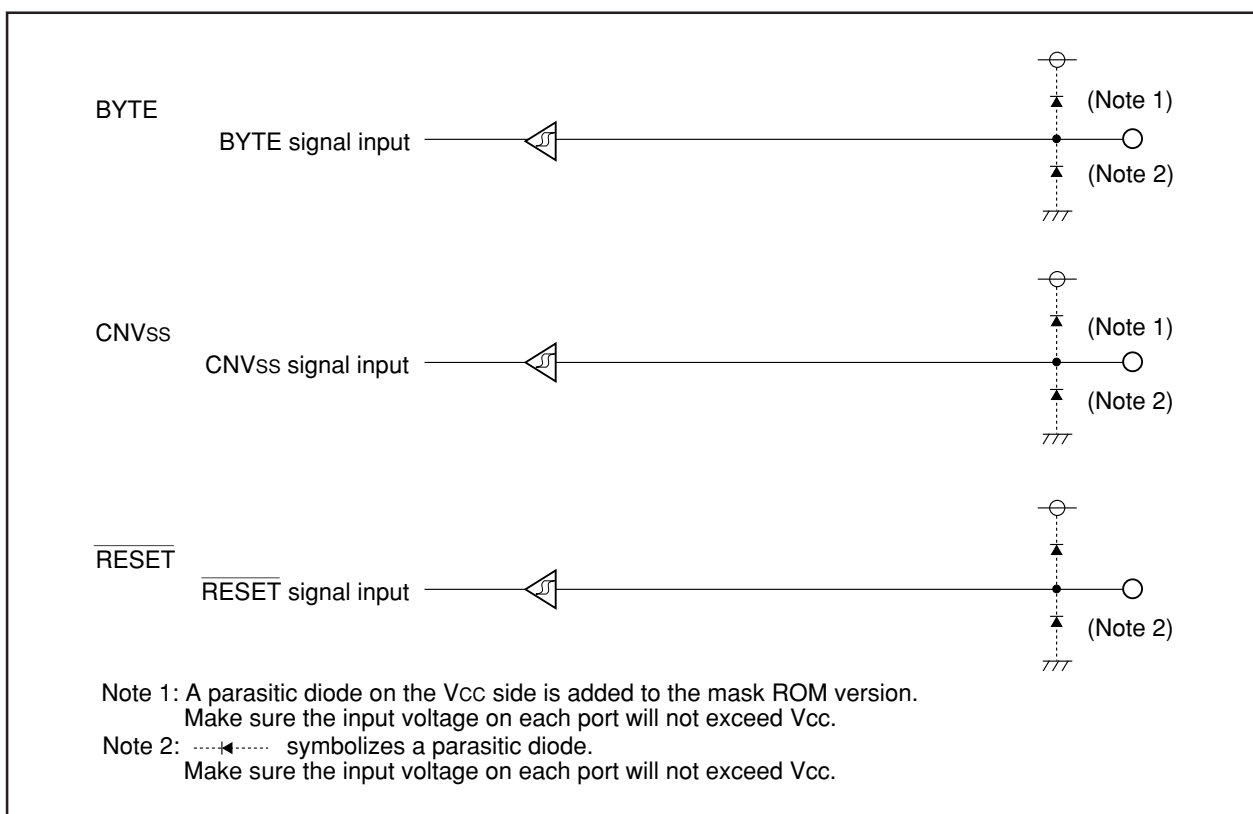 BYTE
BYTE signal input
(Note 1)
(Note 2)
CNVss
CNVss signal input
(Note 1)
(Note 2)
RESET
RESET signal input
(Note 2)
Note 1: A parasitic diode on the Vcc side is added to the mask ROM version.
Make sure the input voltage on each port will not exceed Vcc.
Note 2: symbolizes a parasitic diode.
Make sure the input voltage on each port will not exceed Vcc.